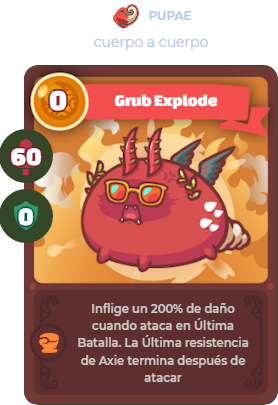 PUPAE
cuerpo a cuerpo
0
Grub Explode
60
0
Inflige un 200% de daño
cuando ataca en Última
Batalla. La Última resistencia
de Axie termina después de
atacar